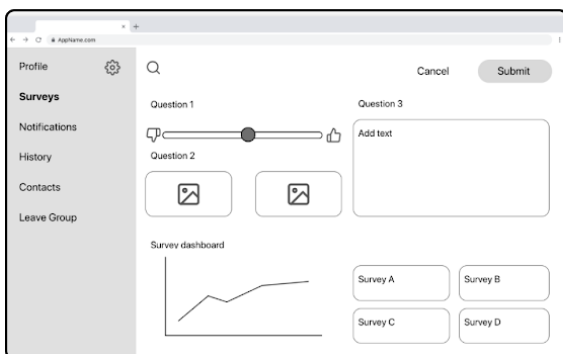 AppName.com
Profile
Surveys
Notifications
History
Contacts
Leave Group
Cancel
Submit
Question 1
Question 2
Question 3
Add text
Survey dashboard
Survey A
Survey B
Survey C
Survey D